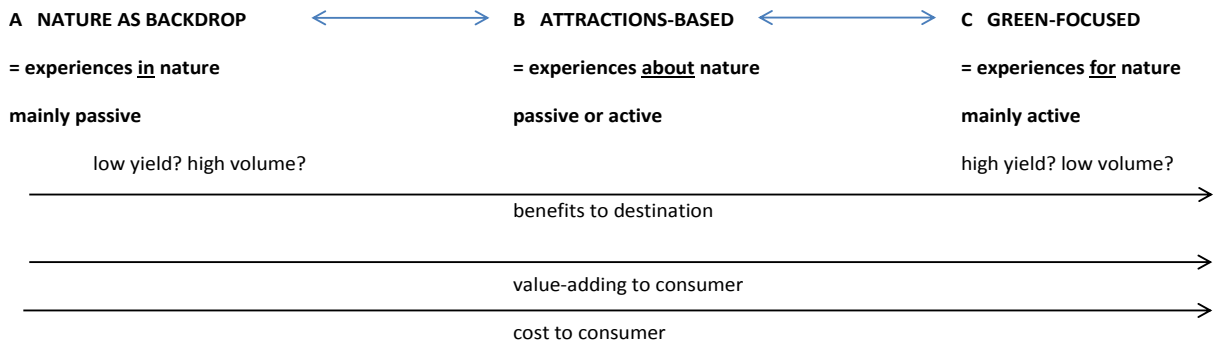 A NATURE AS BACKDROP B ATTRACTIONS-BASED C GREEN-FOCUSED
= experiences in nature = experiences about nature = experiences for nature
mainly passive passive or active mainly active
low yield? high volume? high yield? low volume?
benefits to destination
value-adding to consumer
cost to consumer